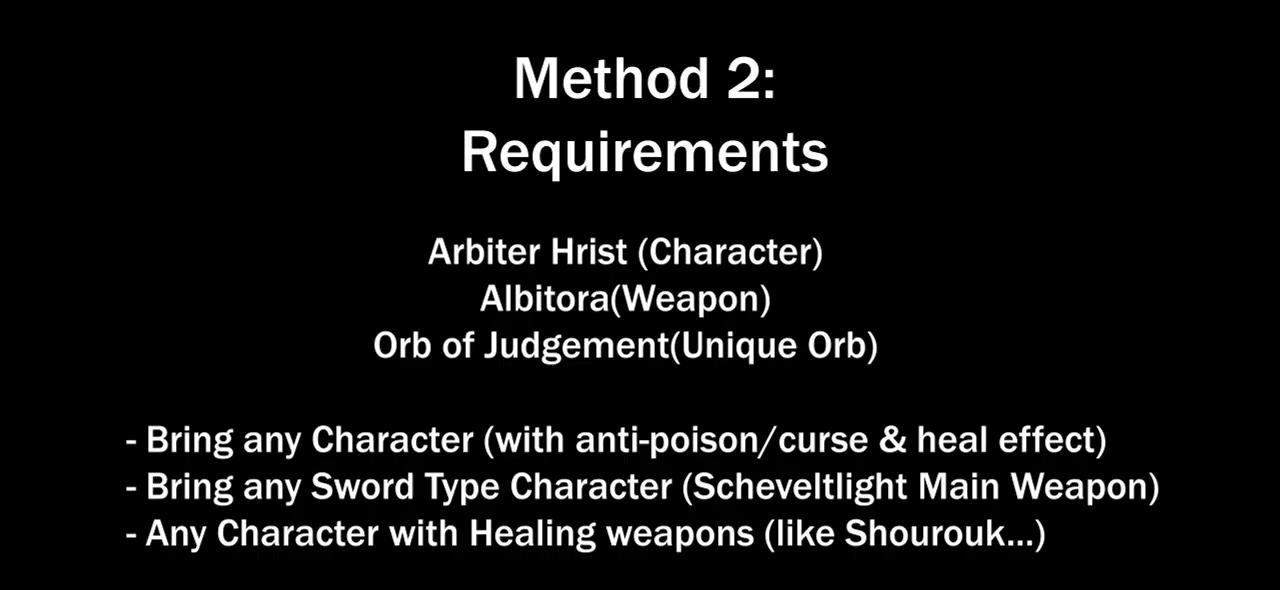 Method 2:
Requirements
Arbiter Hrist (Character)
Albitora(Weapon)
Orb of Judgement(Unique Orb)
- Bring any Character (with anti-poison/curse & heal effect)
- Bring any Sword Type Character (Scheveltlight Main Weapon)
- Any Character with Healing weapons (like Shourouk...)